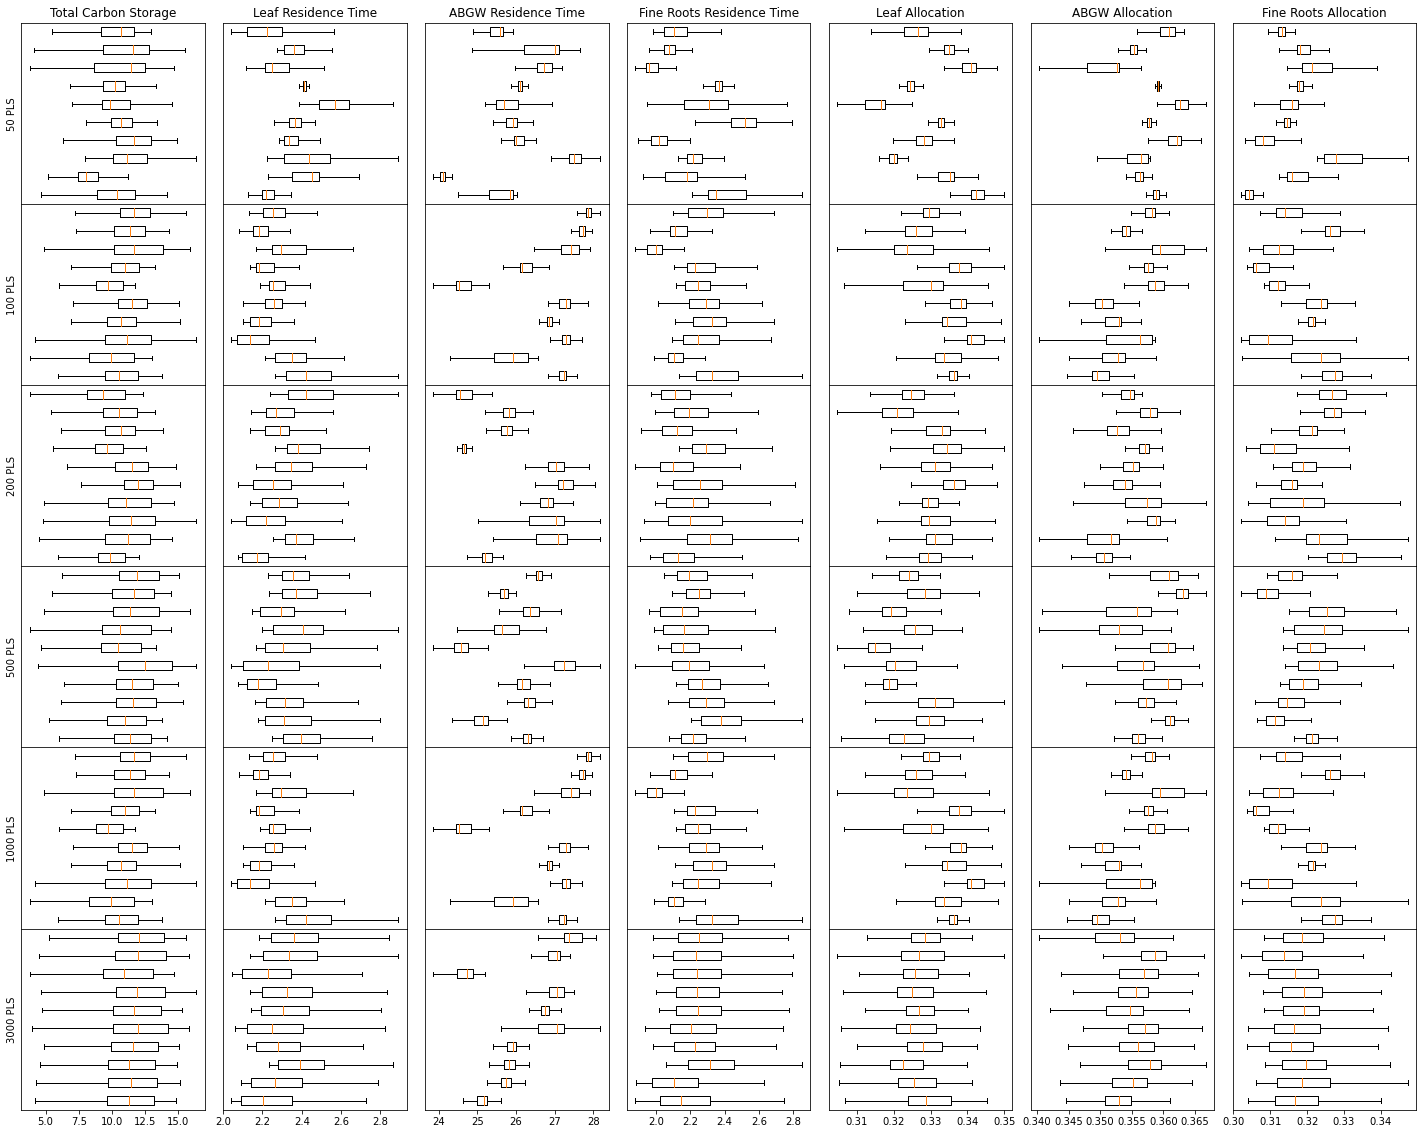 Total Carbon Storage
Leaf Residence Time
ABGW Residence Time
Fine Roots Residence Time
Leaf Allocation
ABGW Allocation
Fine Roots Allocation
50 PLS
100 PLS
200 PLS
500 PLS
1000 PLS
3000 PLS
5.0 7.5 10.0 12.5 15.0
2.0 2.2 2.4 2.6 2.8
24 25 26 27 28
2.0 2.2 2.4 2.6 2.8
0.31 0.32 0.33 0.34 0.35
0.340 0.345 0.350 0.355 0.360 0.365
0.30 0.31 0.32 0.33 0.34